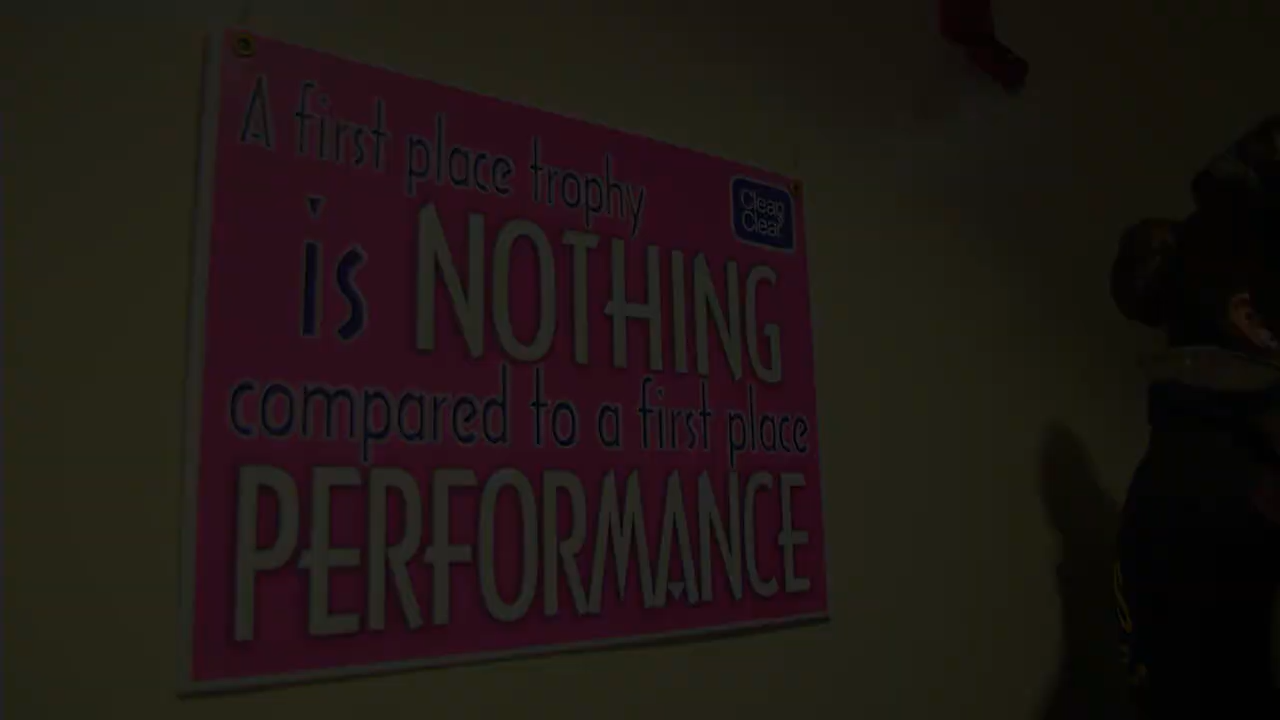 A first place trophy
is NOTHING
compared to a first place
PERFORMANCE
Clean
Clear